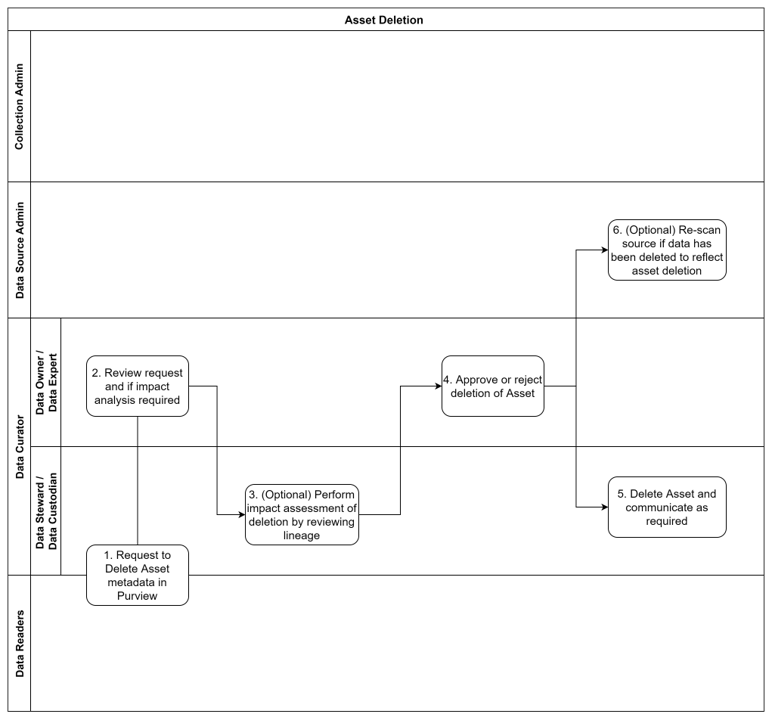 Asset Deletion
Collection Admin
Data Source Admin
6. (Optional) Re-scan
source if data has
been deleted to reflect
asset deletion
Data Curator
Data Owner /
Data Expert
2. Review request
and if impact
analysis required
4. Approve or reject
deletion of Asset
Data Steward /
Data Custodian
3. (Optional) Perform
impact assessment of
deletion by reviewing
lineage
5. Delete Asset and
communicate as
required
1. Request to
Delete Asset
metadata in
Purview
Data Readers